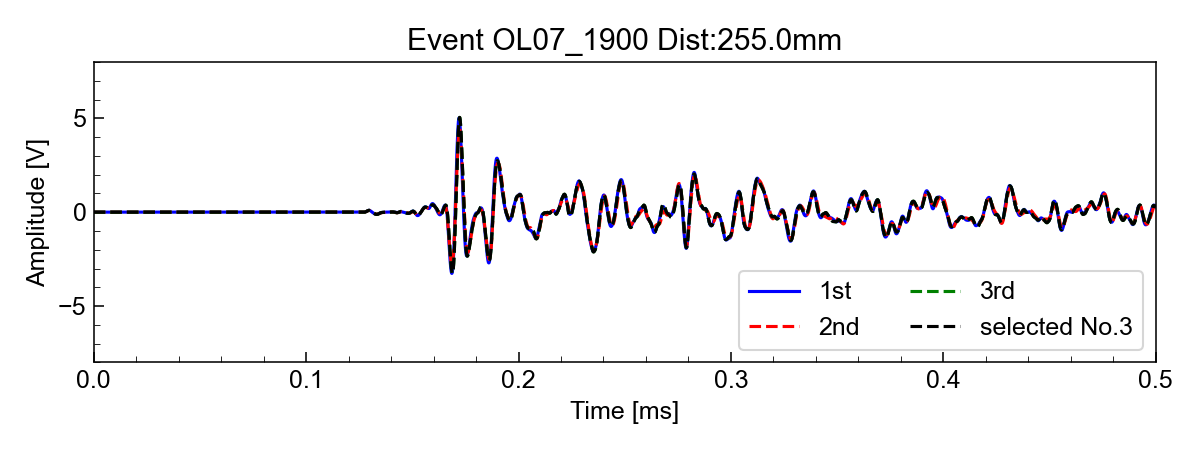 Event OL07_1900 Dist:255.0mm
Amplitude [V]
5
0
−5
1st
2nd
3rd
selected No.3
0.0 0.1 0.2 0.3 0.4 0.5
Time [ms]